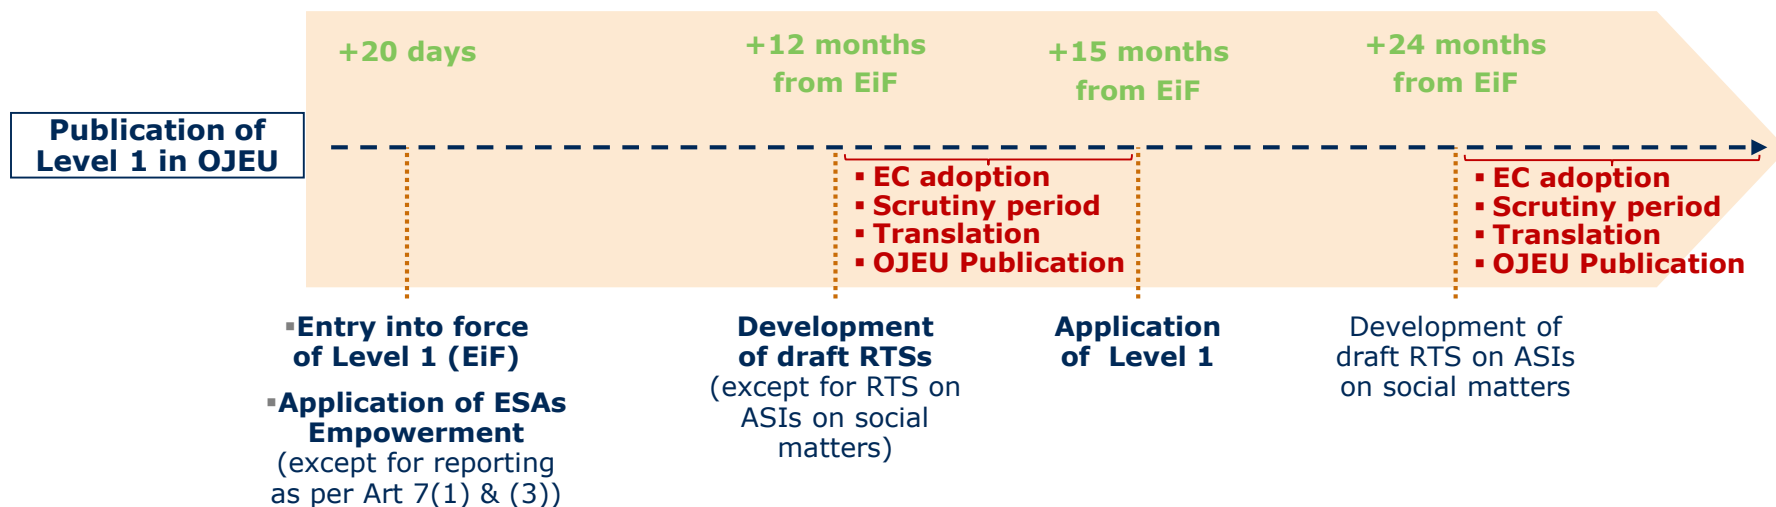 +20 days
+12 months
from EiF
+15 months
from EiF
+24 months
from EiF
Publication of
Level 1 in OJEU
▪ EC adoption
▪ Scrutiny period
▪ Translation
▪ OJEU Publication
▪ EC adoption
▪ Scrutiny period
▪ Translation
▪ OJEU Publication
▪Entry into force
of Level 1 (EiF)
▪Application of ESAs
Empowerment
(except for reporting
as per Art 7(1) & (3))
Development
of draft RTSs
(except for RTS on
ASIs on social
matters)
Application
of Level 1
Development of
draft RTS on ASIs
on social matters